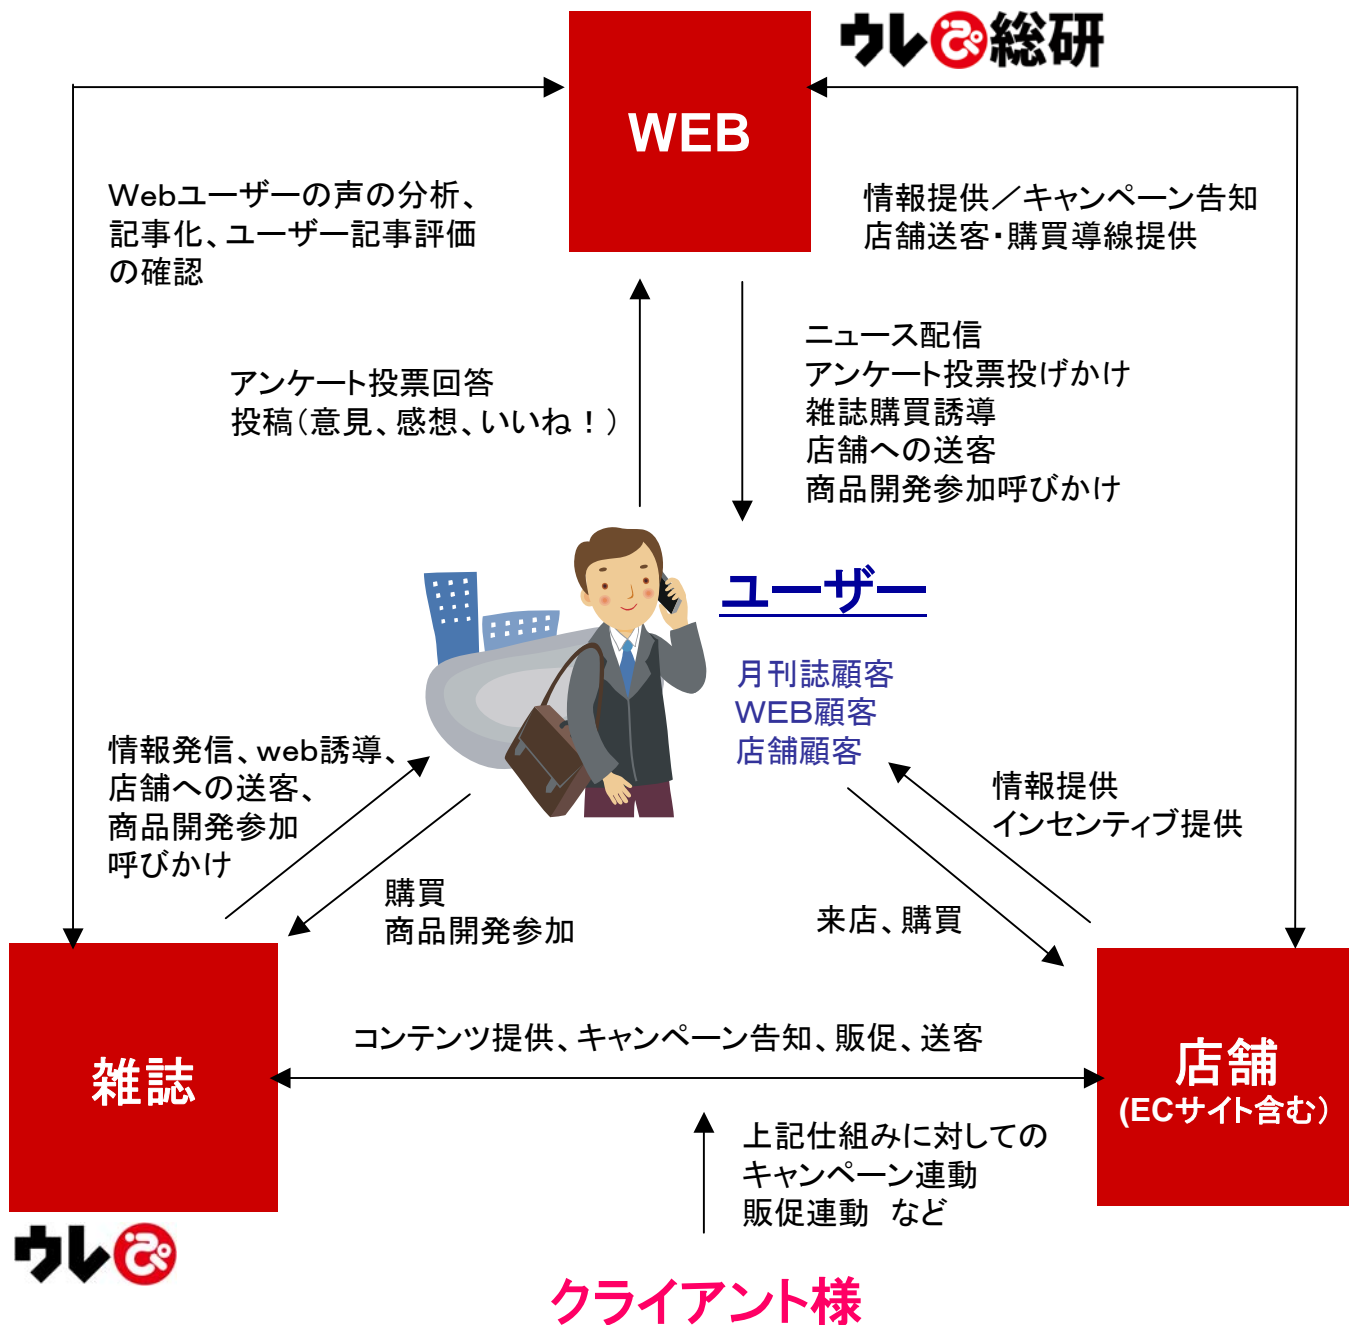 ウレぴ総研
WEB
Webユーザーの声の分析、
記事化、ユーザー記事評価
の確認
情報提供／キャンペーン告知
店舗送客・購買導線提供
アンケート投票回答
投稿（意見、感想、いいね！）
ニュース配信
アンケート投票投げかけ
雑誌購買誘導
店舗への送客
商品開発参加呼びかけ
ユーザー
月刊誌顧客
WEB顧客
店舗顧客
情報発信、web誘導、
店舗への送客、
商品開発参加
呼びかけ
購買
商品開発参加
情報提供
インセンティブ提供
来店、購買
コンテンツ提供、キャンペーン告知、販促、送客
雑誌
店舗
(ECサイト含む）
上記仕組みに対しての
キャンペーン連動
販促連動　など
ウレぴ
クライアント様